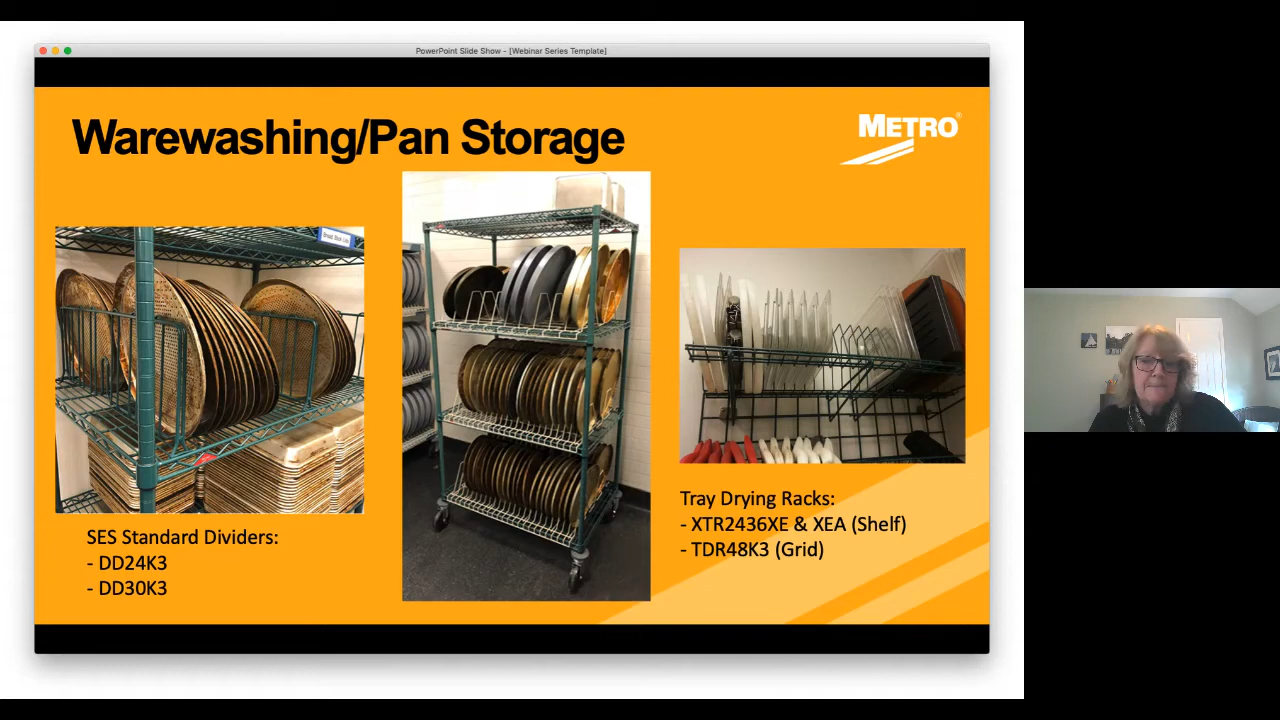 PowerPoint Slide Show - [Webinar Series Template]
Warewashing/Pan Storage
METRO®
SES Standard Dividers:
- DD24K3
- DD30K3
Tray Drying Racks:
- XTR2436XE & XEA (Shelf)
- TDR48K3 (Grid)